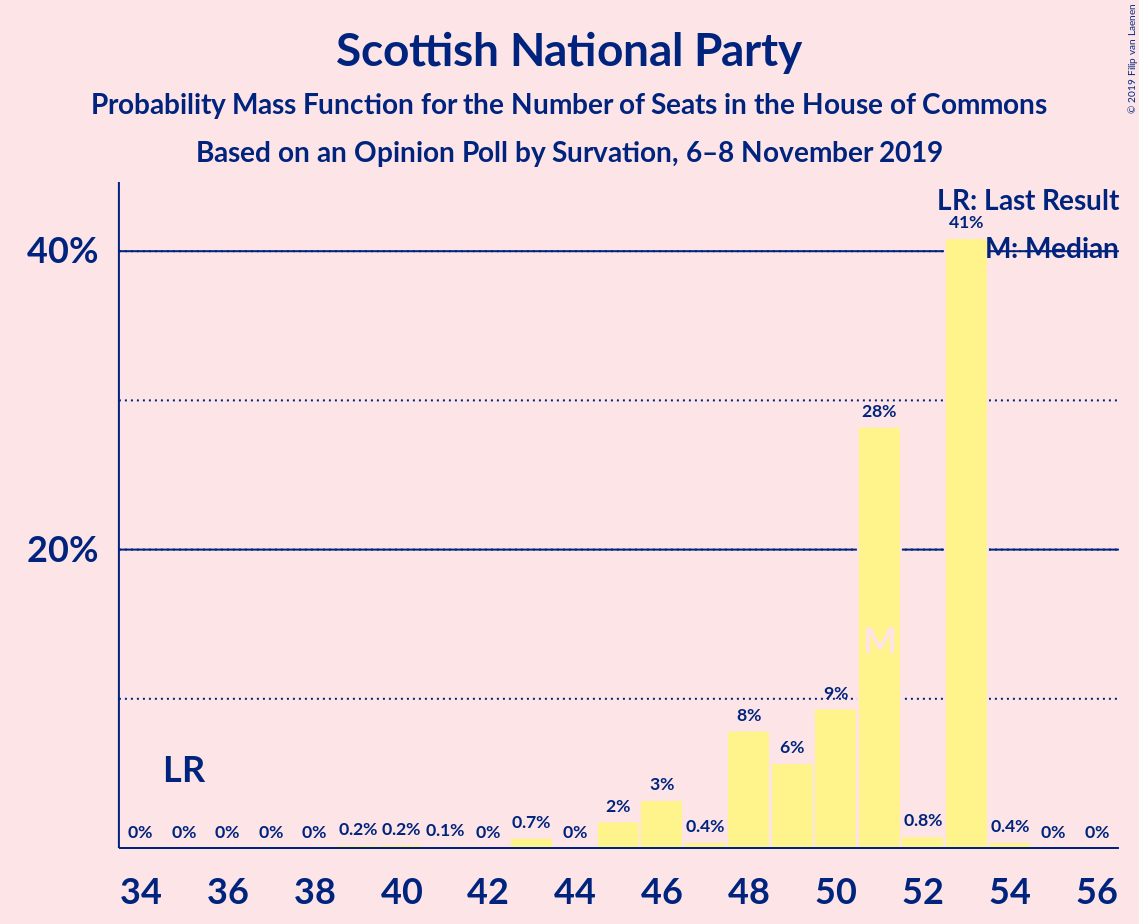 Scottish National Party
Probability Mass Function for the Number of Seats in the House of Commons
Based on an Opinion Poll by Survation, 6–8 November 2019
© 2019 Filip van Laenen
LR: Last Result
M: Median
40%
20%
41%
28%
M
9%
8%
6%
LR
3%
2%
0% 0% 0% 0% 0% 0.2% 0.2% 0.1% 0% 0.7% 0% 0.4% 0.8% 0.4% 0% 0%
34 36 38 40 42 44 46 48 50 52 54 56